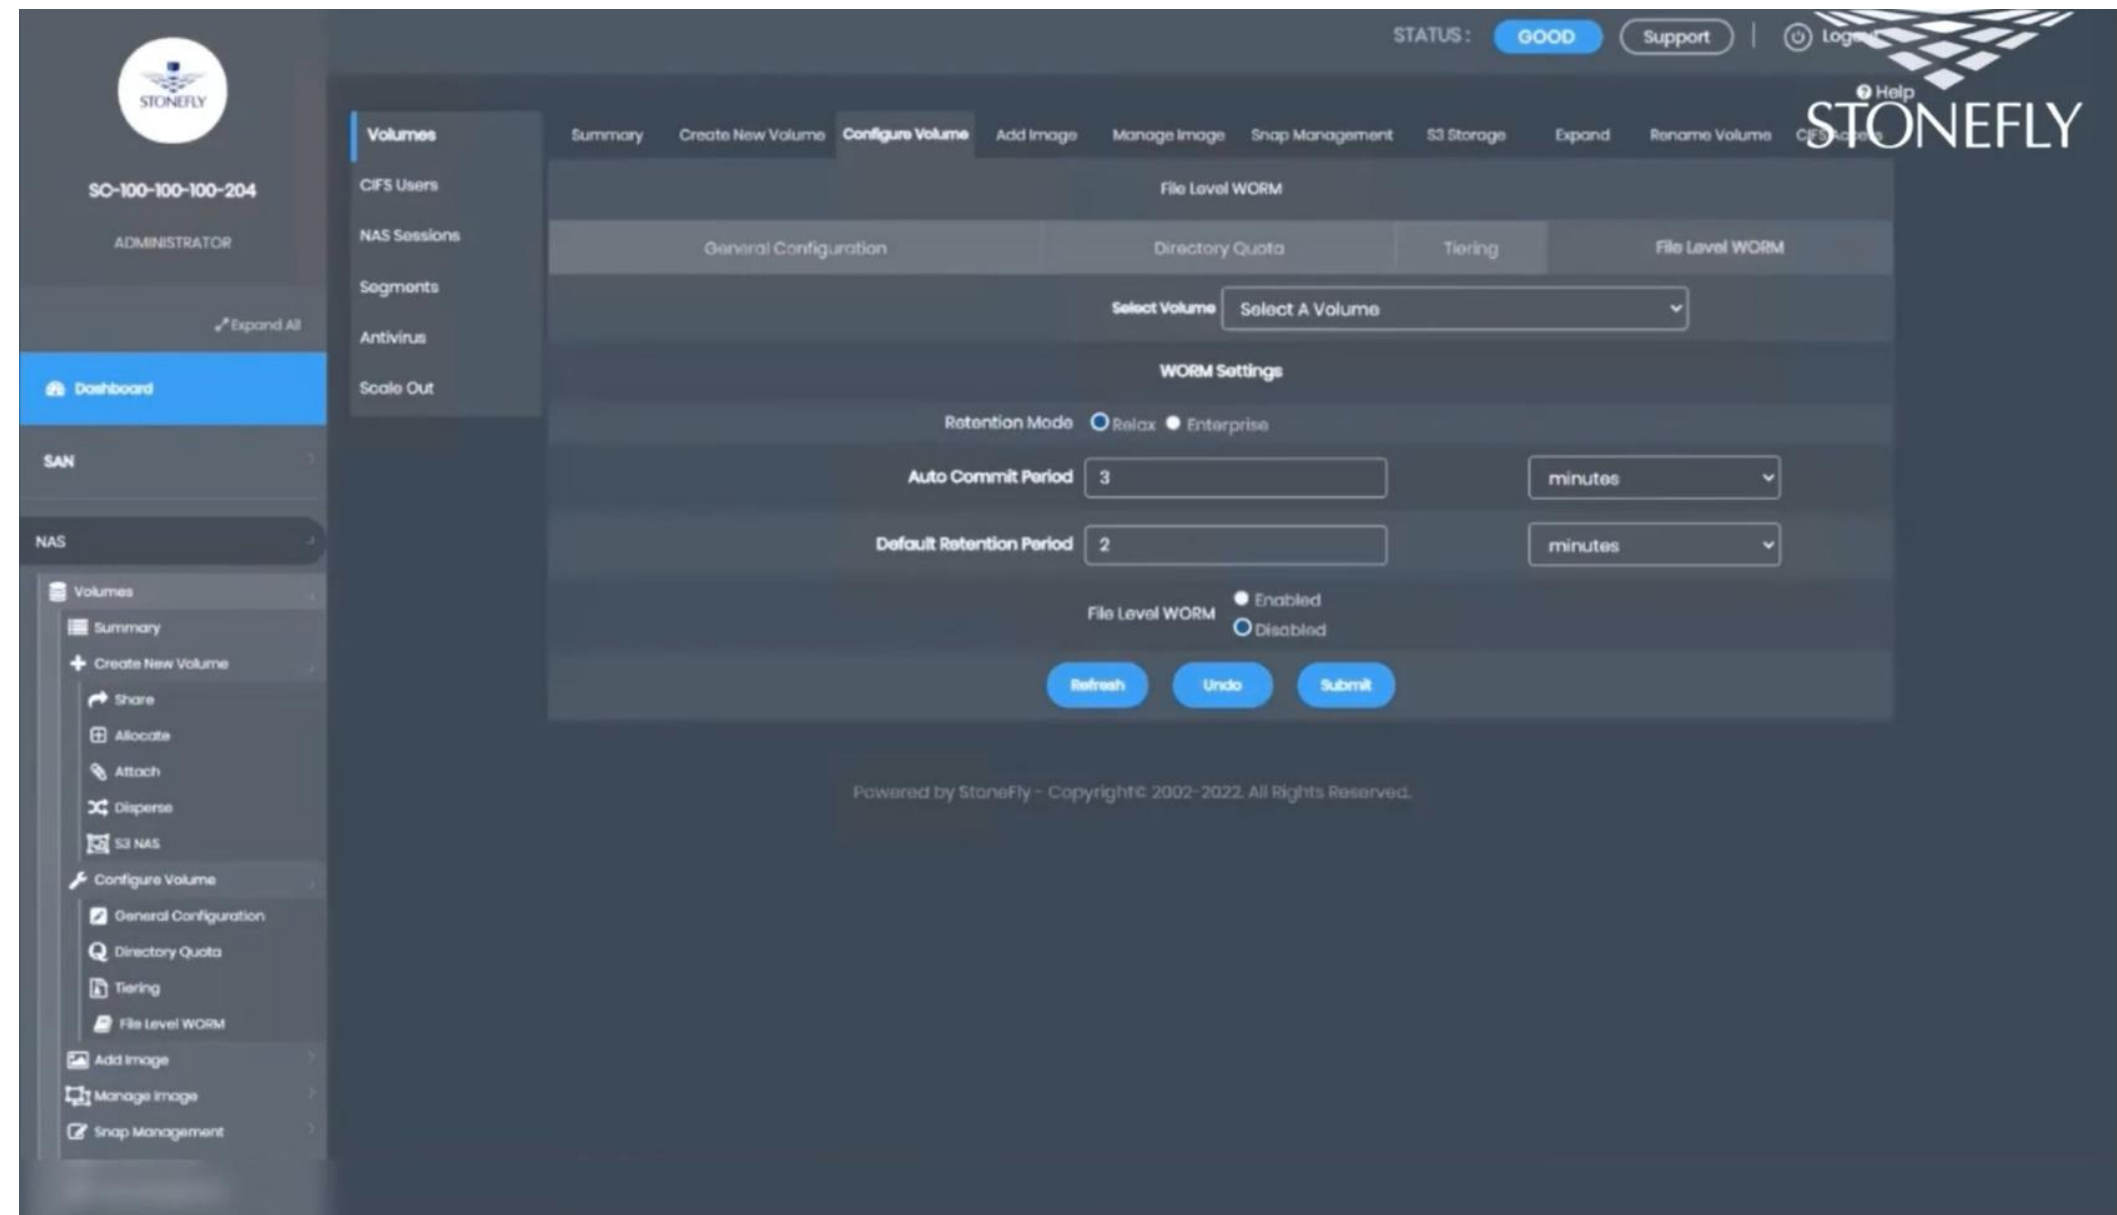 STATUS :
GOOD
Support
STONEFLY
Help
STONEFLY
SC-100-100-100-204
ADMINISTRATOR
Expand All
Dashboard
SAN
NAS
Volumes
Summary
Create New Volume
Share
Allocate
Attach
Disperse
S3 NAS
Configure Volume
General Configuration
Directory Quota
Tiering
File Level WORM
Add Image
Manage Image
Snap Management
Volumes
CIFS Users
NAS Sessions
Segments
Antivirus
Scale Out
Summary Create New Volume Configure Volume Add Image Manage Image Snap Management S3 Storage Expand Rename Volume
File Level WORM
General Configuration Directory Quota Tiering File Level WORM
Select Volume Select A Volume
WORM Settings
Retention Mode Relax Enterprise
Auto Commit Period 3 minutes
Default Retention Period 2 minutes
File Level WORM Enabled
Disabled
Refresh Undo Submit
Powered by StoneFly - Copyright© 2002-2022. All Rights Reserved.